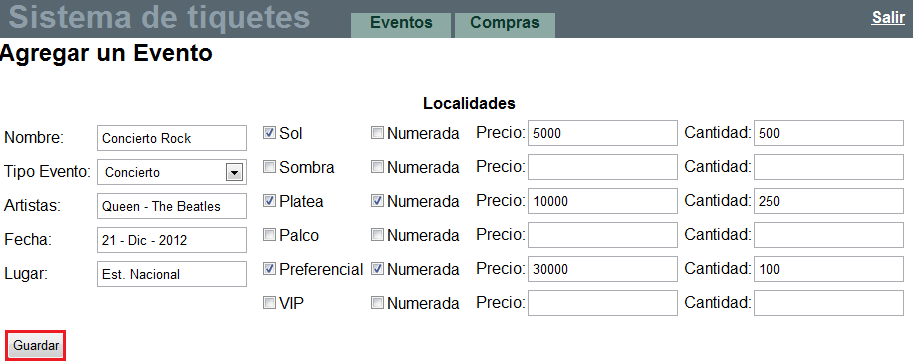 Sistema de tiquetes Eventos Compras Salir
Agregar un Evento
Localidades
Nombre: Concierto Rock Sol Numerada Precio: 5000 Cantidad: 500
Tipo Evento: Concierto Sombra Numerada Precio: Cantidad:
Artistas: Queen - The Beatles Platea Numerada Precio: 10000 Cantidad: 250
Fecha: 21 - Dic - 2012 Palco Numerada Precio: Cantidad:
Lugar: Est. Nacional Preferencial Numerada Precio: 30000 Cantidad: 100
VIP Numerada Precio: Cantidad:
Guardar